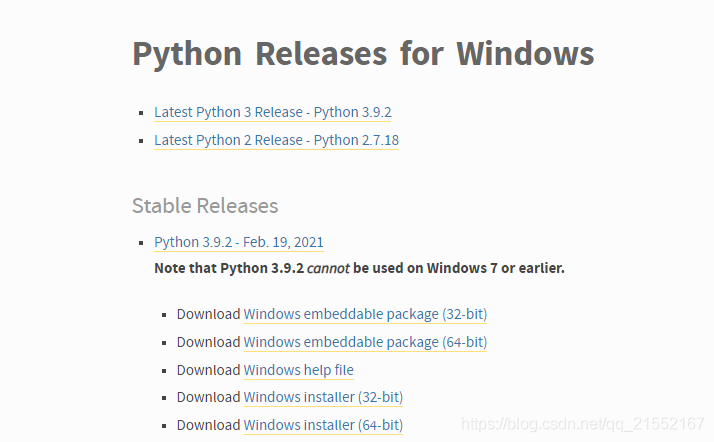 Python Releases for Windows
Latest Python 3 Release - Python 3.9.2
Latest Python 2 Release - Python 2.7.18
Stable Releases
Python 3.9.2 - Feb. 19, 2021
Note that Python 3.9.2 cannot be used on Windows 7 or earlier.
Download Windows embeddable package (32-bit)
Download Windows embeddable package (64-bit)
Download Windows help file
Download Windows installer (32-bit)
Download Windows installer (64-bit)
https://blog.csdn.net/qq_21552167